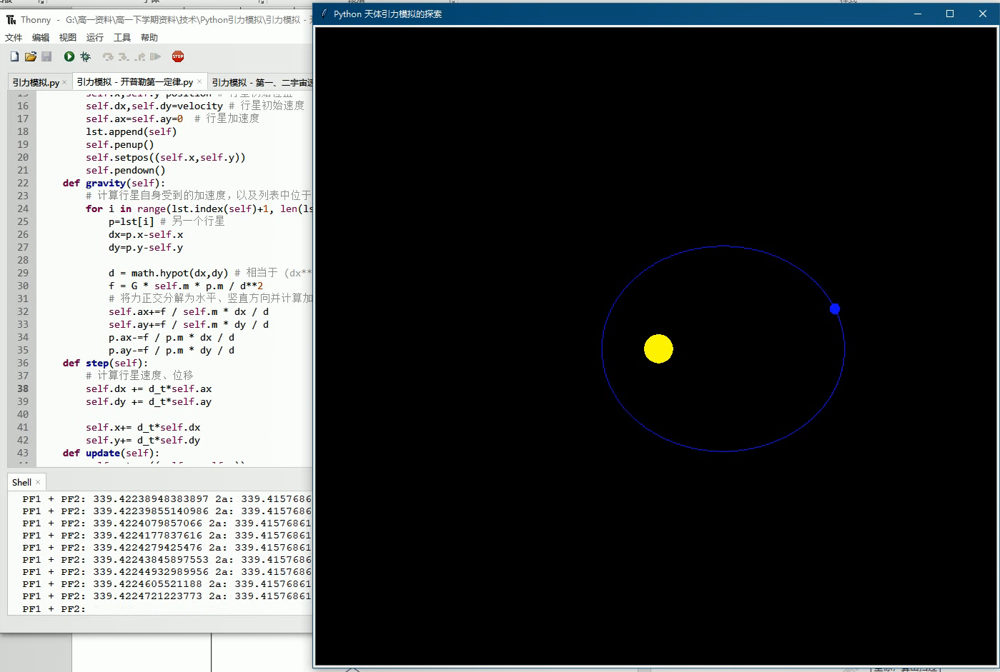 Thonny - G:\高一资料\高一下学期资料\技术\Python引力模拟\引力模拟 - 开
文件 编辑 视图 运行 工具 帮助
STOP
引力模拟.py × 引力模拟 - 开普勒第一定律.py × 引力模拟 - 第一、二宇宙速
16 self.dx,self.dy=velocity # 行星初始速度
17 self.ax=self.ay=0 # 行星加速度
18 lst.append(self)
19 self.penup()
20 self.setpos((self.x,self.y))
21 self.pendown()
22 def gravity(self):
23 # 计算行星自身受到的加速度，以及列表中位于
24 for i in range(lst.index(self)+1, len(ls
25 p=lst[i] # 另一个行星
26 dx=p.x-self.x
27 dy=p.y-self.y
28
29 d = math.hypot(dx,dy) # 相当于 (dx**
30 f = G * self.m * p.m / d**2
31 # 将力正交分解为水平、竖直方向并计算加
32 self.ax+=f / self.m * dx / d
33 self.ay+=f / self.m * dy / d
34 p.ax-=f / p.m * dx / d
35 p.ay-=f / p.m * dy / d
36 def step(self):
37 # 计算行星速度、位移
38 self.dx += d_t*self.ax
39 self.dy += d_t*self.ay
40
41 self.x+= d_t*self.dx
42 self.y+= d_t*self.dy
43 def update(self):
Shell ×
PF1 + PF2: 339.42238948383897 2a: 339.4157686
PF1 + PF2: 339.42239855140986 2a: 339.4157686
PF1 + PF2: 339.4224079857066 2a: 339.41576861
PF1 + PF2: 339.4224177837616 2a: 339.41576861
PF1 + PF2: 339.4224279425476 2a: 339.41576861
PF1 + PF2: 339.42243845897553 2a: 339.4157686
PF1 + PF2: 339.42244932989956 2a: 339.4157686
PF1 + PF2: 339.4224605521188 2a: 339.41576861
PF1 + PF2: 339.4224721223773 2a: 339.41576861
PF1 + PF2:
Python 天体引力模拟的探索